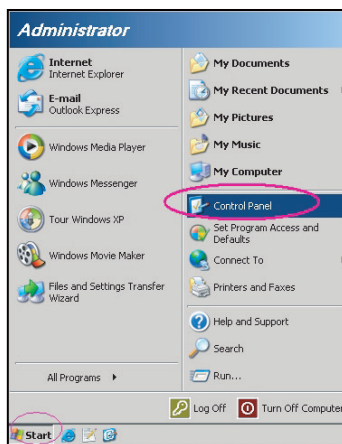 Administrator
Internet
Internet Explorer
E-mail
Outlook Express
Windows Media Player
Windows Messenger
Tour Windows XP
Windows Movie Maker
Files and Settings Transfer
Wizard
All Programs
My Documents
My Recent Documents
My Pictures
My Music
My Computer
Control Panel
Set Program Access and
Defaults
Connect To
Printers and Faxes
Help and Support
Search
Run...
Log Off
Turn Off Computer
Start